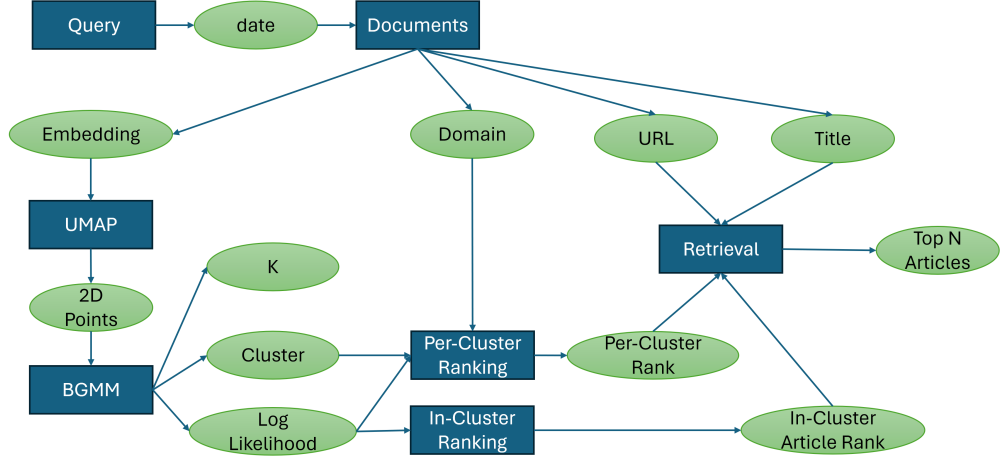 Query
date
Documents
Embedding
Domain
URL
Title
UMAP
Retrieval
Top N
Articles
K
2D
Points
Cluster
Per-Cluster
Ranking
Per-Cluster
Rank
BGMM
Log
Likelihood
In-Cluster
Ranking
In-Cluster
Article Rank